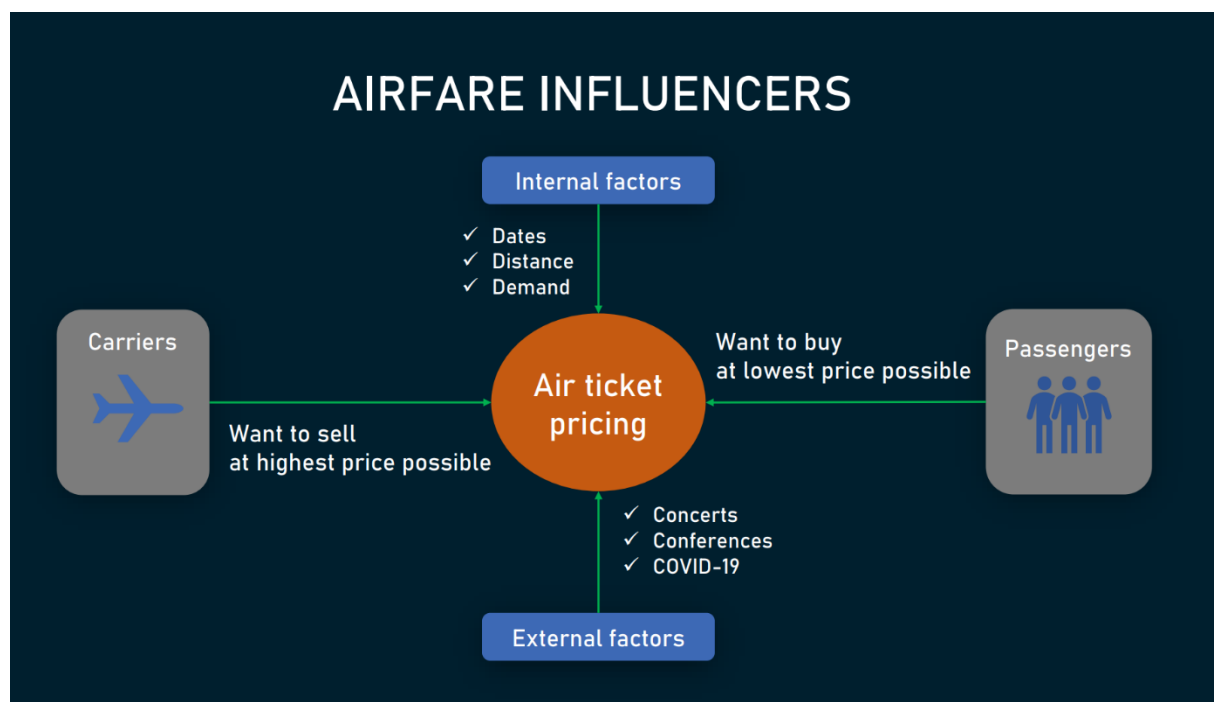 AIRFARE INFLUENCERS
Internal factors
✓ Dates
✓ Distance
✓ Demand
Carriers
Want to sell
at highest price possible
Air ticket
pricing
Want to buy
at lowest price possible
Passengers
✓ Concerts
✓ Conferences
✓ COVID-19
External factors